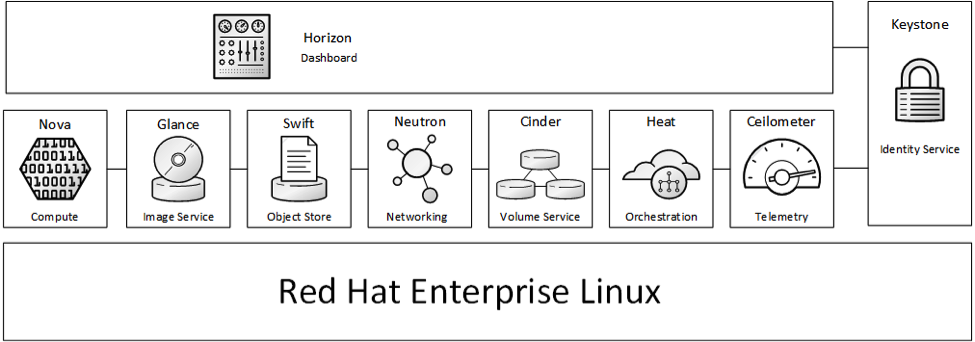 Horizon
Dashboard
Keystone
Identity Service
Nova
Compute
Glance
Image Service
Swift
Object Store
Neutron
Networking
Cinder
Volume Service
Heat
Orchestration
Ceilometer
Telemetry
Red Hat Enterprise Linux